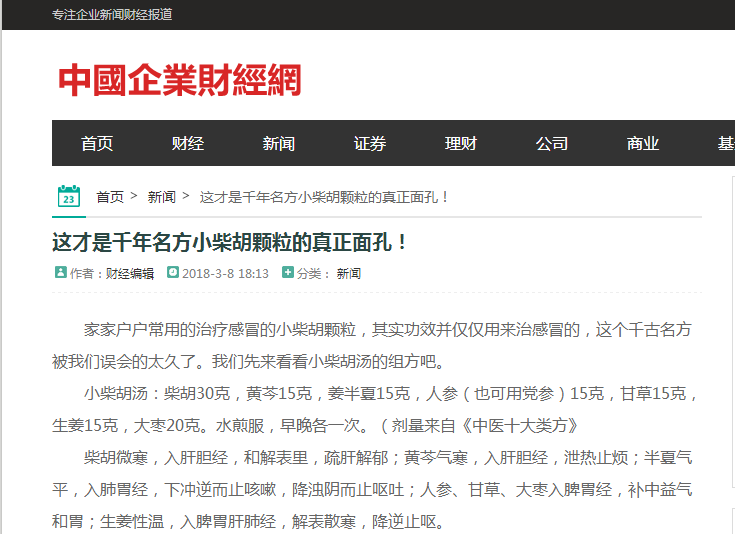 专注企业新闻财经报道
中國企業財經網
首页 财经 新闻 证券 理财 公司 商业
23 首页 > 新闻 > 这才是千年名方小柴胡颗粒的真正面孔！
这才是千年名方小柴胡颗粒的真正面孔！
作者：财经编辑 2018-3-8 18:13 分类： 新闻
家家户户常用的治疗感冒的小柴胡颗粒，其实功效并仅仅用来治感冒的，这个千古名方
被我们误会的太久了。我们先来看看小柴胡汤的组方吧。
小柴胡汤：柴胡30克，黄芩15克，姜半夏15克，人参（也可用党参）15克，甘草15克，
生姜15克，大枣20克。水煎服，早晚各一次。（剂量来自《中医十大类方》
柴胡微寒，入肝胆经，和解表里，疏肝解郁；黄芩气寒，入肝胆经，泄热止烦；半夏气
平，入肺胃经，下冲逆而止咳嗽，降浊阴而止呕吐；人参、甘草、大枣入脾胃经，补中益气
和胃；生姜性温，入脾胃肝肺经，解表散寒，降逆止呕。